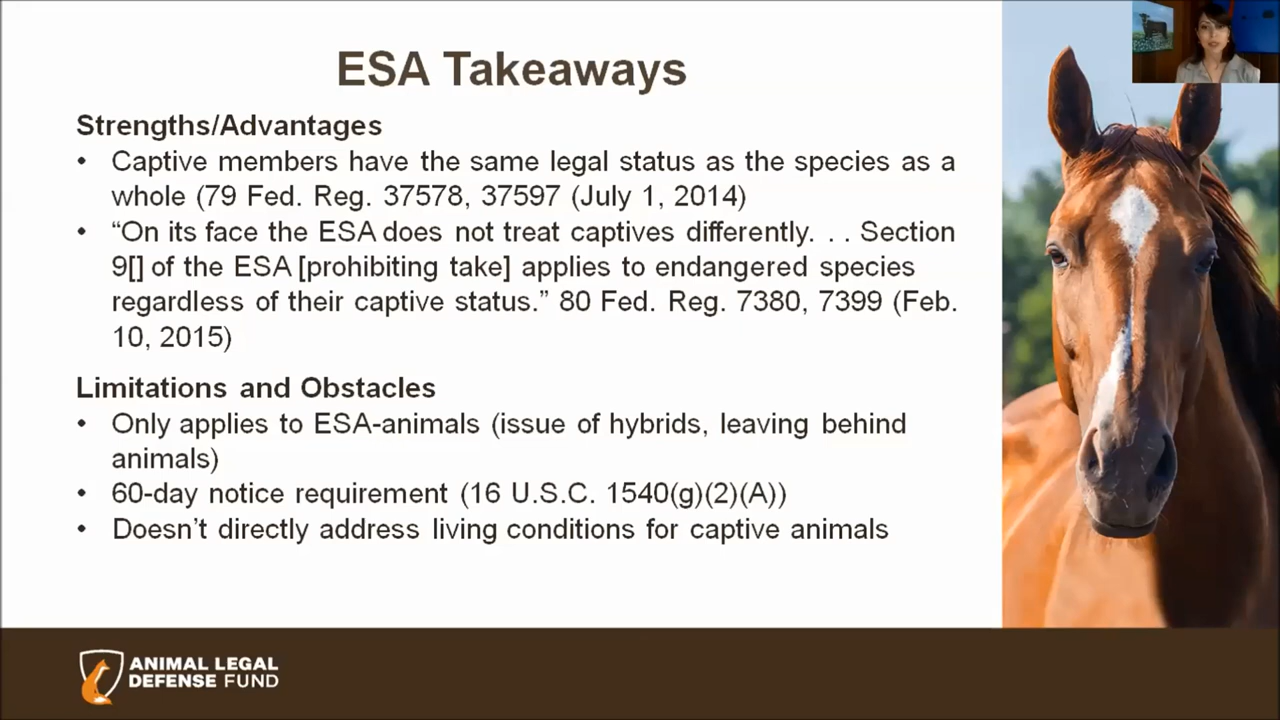 ESA Takeaways
Strengths/Advantages
• Captive members have the same legal status as the species as a
whole (79 Fed. Reg. 37578, 37597 (July 1, 2014)
• “On its face the ESA does not treat captives differently. . . Section
9[] of the ESA [prohibiting take] applies to endangered species
regardless of their captive status.” 80 Fed. Reg. 7380, 7399 (Feb.
10, 2015)
Limitations and Obstacles
• Only applies to ESA-animals (issue of hybrids, leaving behind
animals)
• 60-day notice requirement (16 U.S.C. 1540(g)(2)(A))
• Doesn’t directly address living conditions for captive animals
ANIMAL LEGAL
DEFENSE FUND